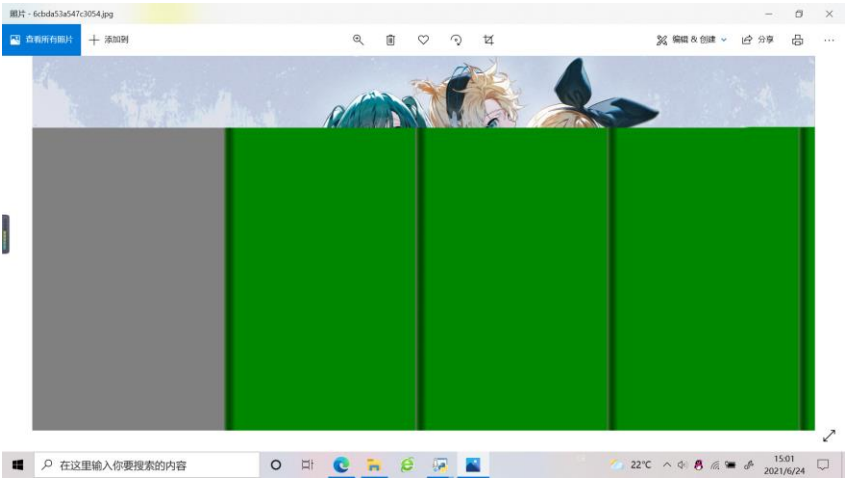 照片 - 6cbda53a547c3054.jpg
查看所有照片
添加到
编辑 & 创建
分享
在这里输入你要搜索的内容
22°C
15:01
2021/6/24